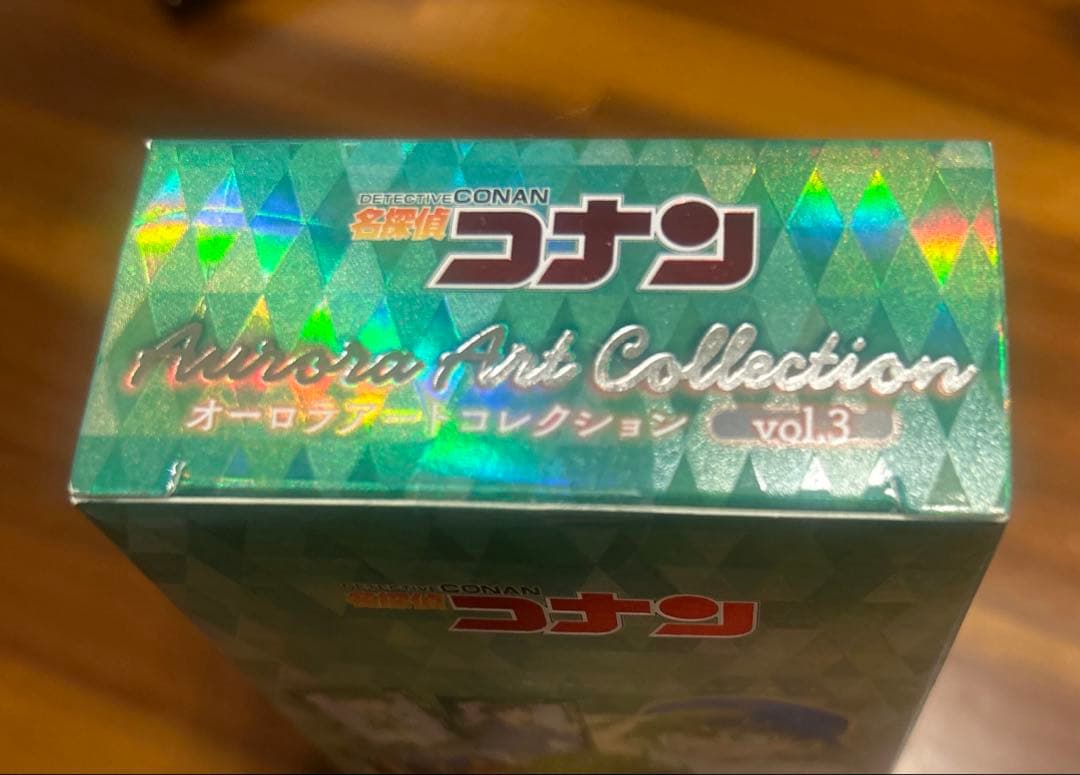 DETECTIVE CONAN
名探偵コナン
Aurora Art Collection
オーロラアートコレクション vol.3
DETECTIVE CONAN
名探偵コナン